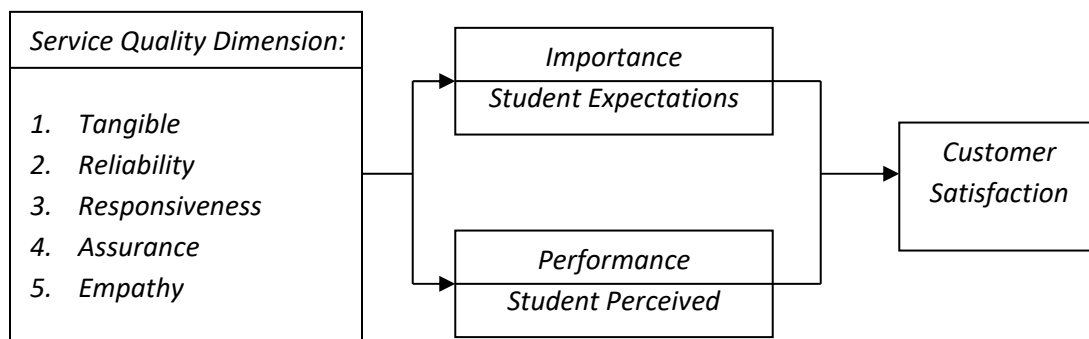 Service Quality Dimension:
1. Tangible
2. Reliability
3. Responsiveness
4. Assurance
5. Empathy
Importance
Student Expectations
Performance
Student Perceived
Customer
Satisfaction